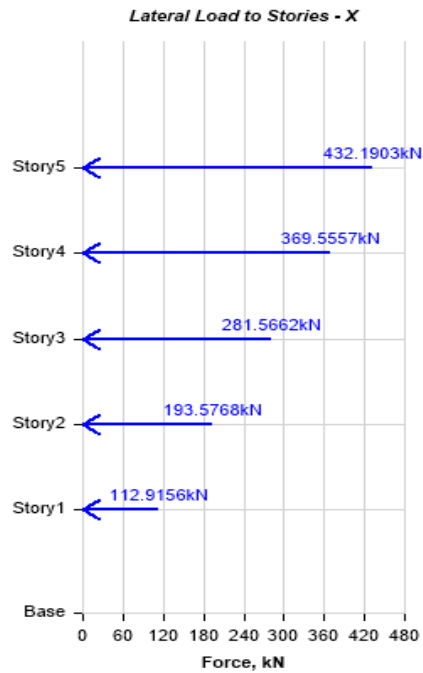 Lateral Load to Stories - X
432.1903kN
Story5
369.5557kN
Story4
281.5662kN
Story3
193.5768kN
Story2
112.9156kN
Story1
Base
0 60 120 180 240 300 360 420 480
Force, kN